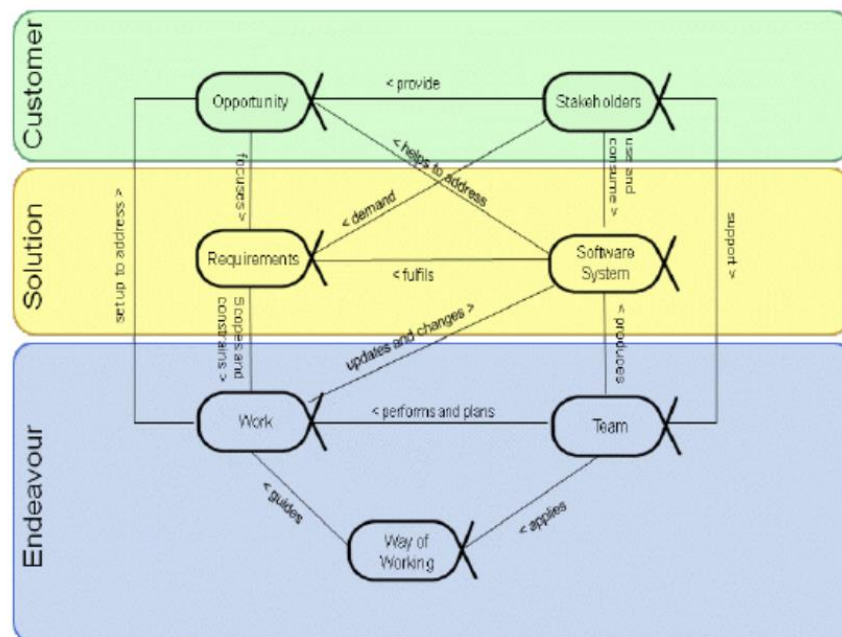 Customer
Opportunity
< provide
Stakeholders
focuses >
< helps to address
< demand
use and
consume >
set up to address >
support >
Solution
Requirements
< fulfils
Software
System
Scopes and
constrains >
updates and changes >
< produces
Endeavour
Work
< performs and plans
Team
< guides
< applies
Way of
Working